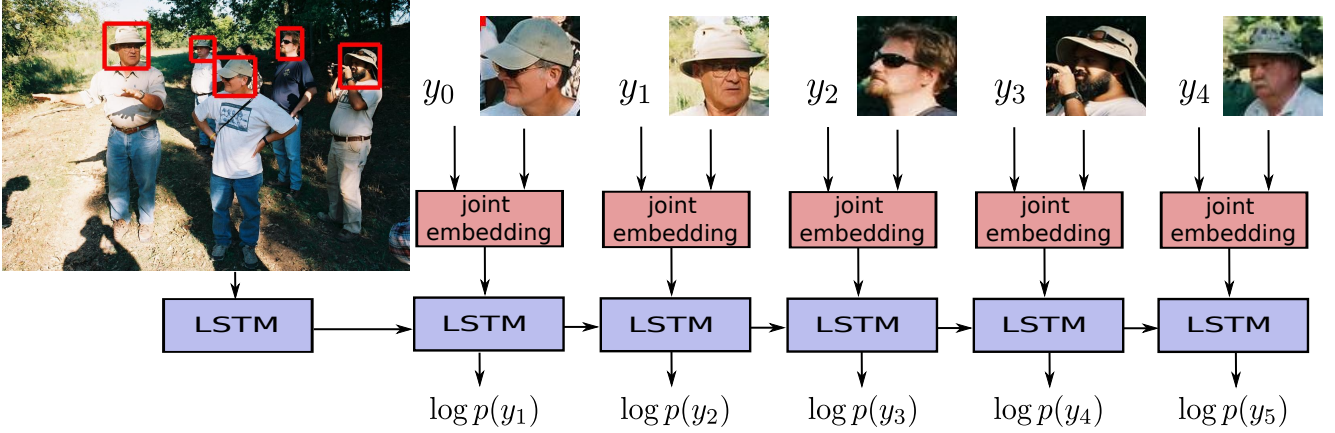 y₀ y₁ y₂ y₃ y₄
joint embedding joint embedding joint embedding joint embedding joint embedding
LSTM LSTM LSTM LSTM LSTM LSTM
log p(y₁) log p(y₂) log p(y₃) log p(y₄) log p(y₅)